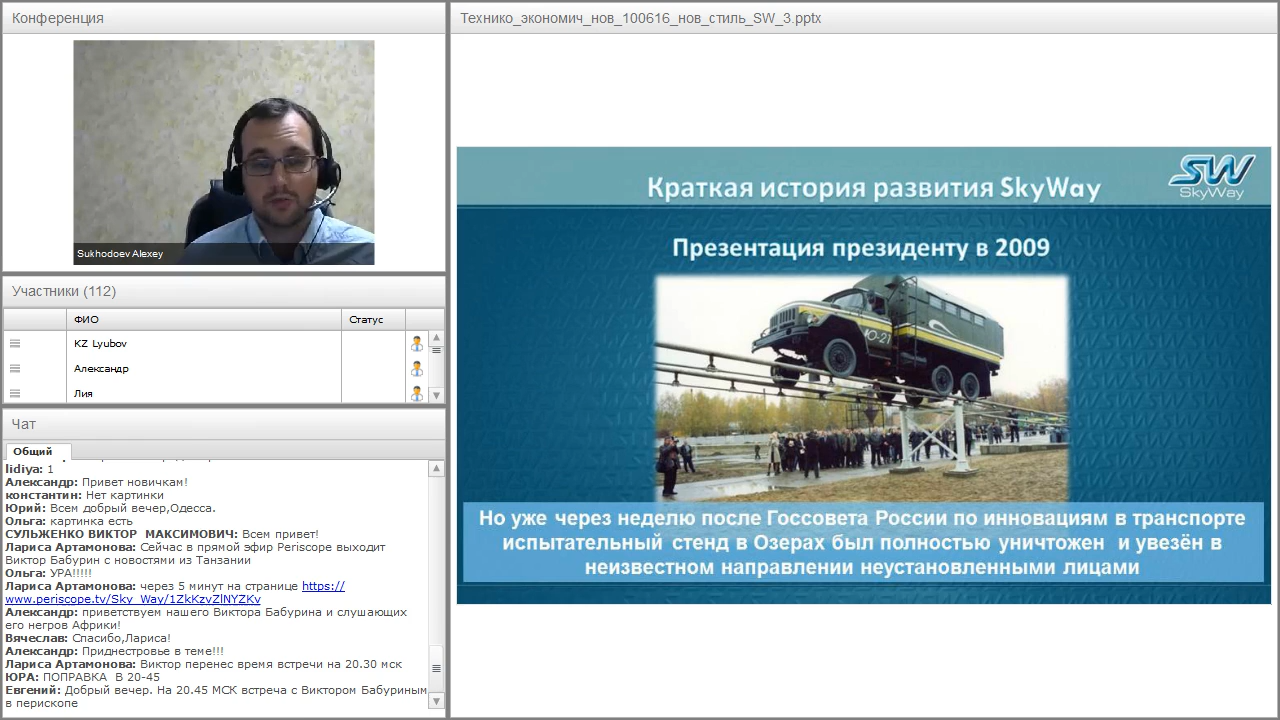 Конференция
Sukhodoev Alexey
Участники (112)
ФИО
Статус
KZ Lyubov
Александр
Лия
Чат
Общий
lidiya: 1
Александр: Привет новичкам!
константин: Нет картинки
Юрий: Всем добрый вечер,Одесса.
Ольга: картинка есть
СУЛЬЖЕНКО ВИКТОР МАКСИМОВИЧ: Всем привет!
Лариса Артамонова: Сейчас в прямой эфир Periscope выходит
Виктор Бабурин с новостями из Танзании
Ольга: УРА!!!!!
Лариса Артамонова: через 5 минут на странице https://
www.periscope.tv/Sky_Way/1ZkKzvZlNYZKv
Александр: приветствуем нашего Виктора Бабурина и слушающих
его негров Африки!
Вячеслав: Спасибо,Лариса!
Александр: Приднестровье в теме!!!
Лариса Артамонова: Виктор перенес время встречи на 20.30 мск
ЮРА: ПОПРАВКА В 20-45
Евгений: Добрый вечер. На 20.45 МСК встреча с Виктором Бабуриным
в перископе
Технико_экономич_нов_100616_нов_стиль_SW_3.pptx
SW
SkyWay
Краткая история развития SkyWay
Презентация президенту в 2009
Ю-21
Но уже через неделю после Госсовета России по инновациям в транспорте
испытательный стенд в Озерах был полностью уничтожен и увезён в
неизвестном направлении неустановленными лицами